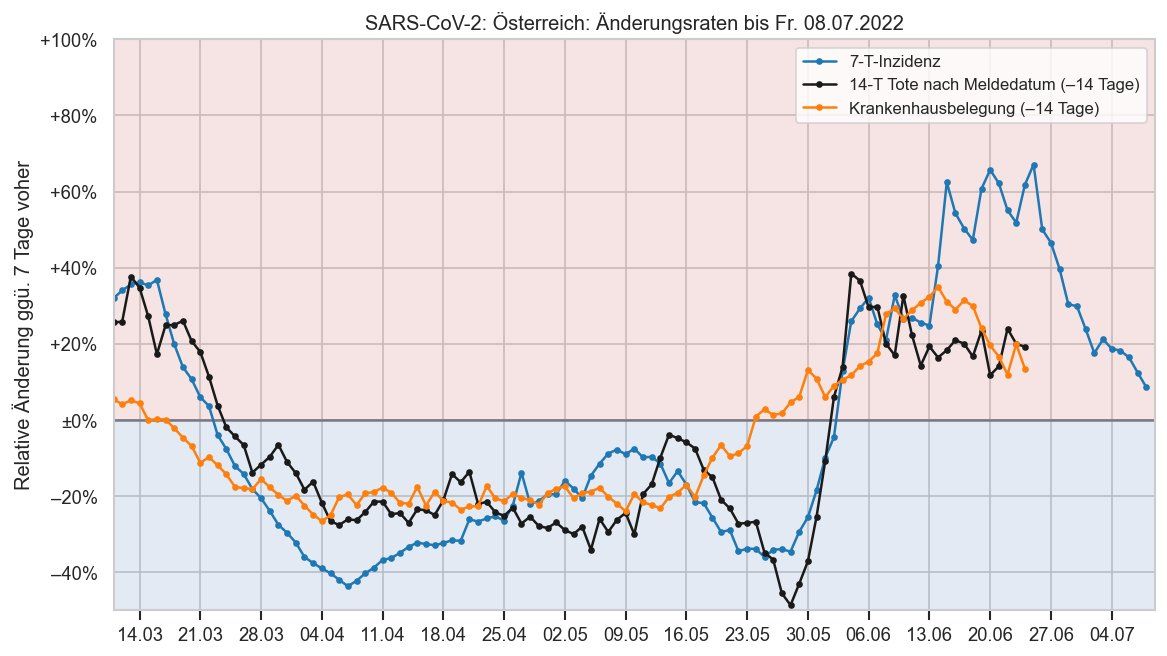 SARS-CoV-2: Österreich: Änderungsraten bis Fr. 08.07.2022
+100%
+80%
+60%
+40%
+20%
±0%
–20%
–40%
Relative Änderung ggü. 7 Tage voher
7-T-Inzidenz
14-T Tote nach Meldedatum (–14 Tage)
Krankenhausbelegung (–14 Tage)
14.03 21.03 28.03 04.04 11.04 18.04 25.04 02.05 09.05 16.05 23.05 30.05 06.06 13.06 20.06 27.06 04.07